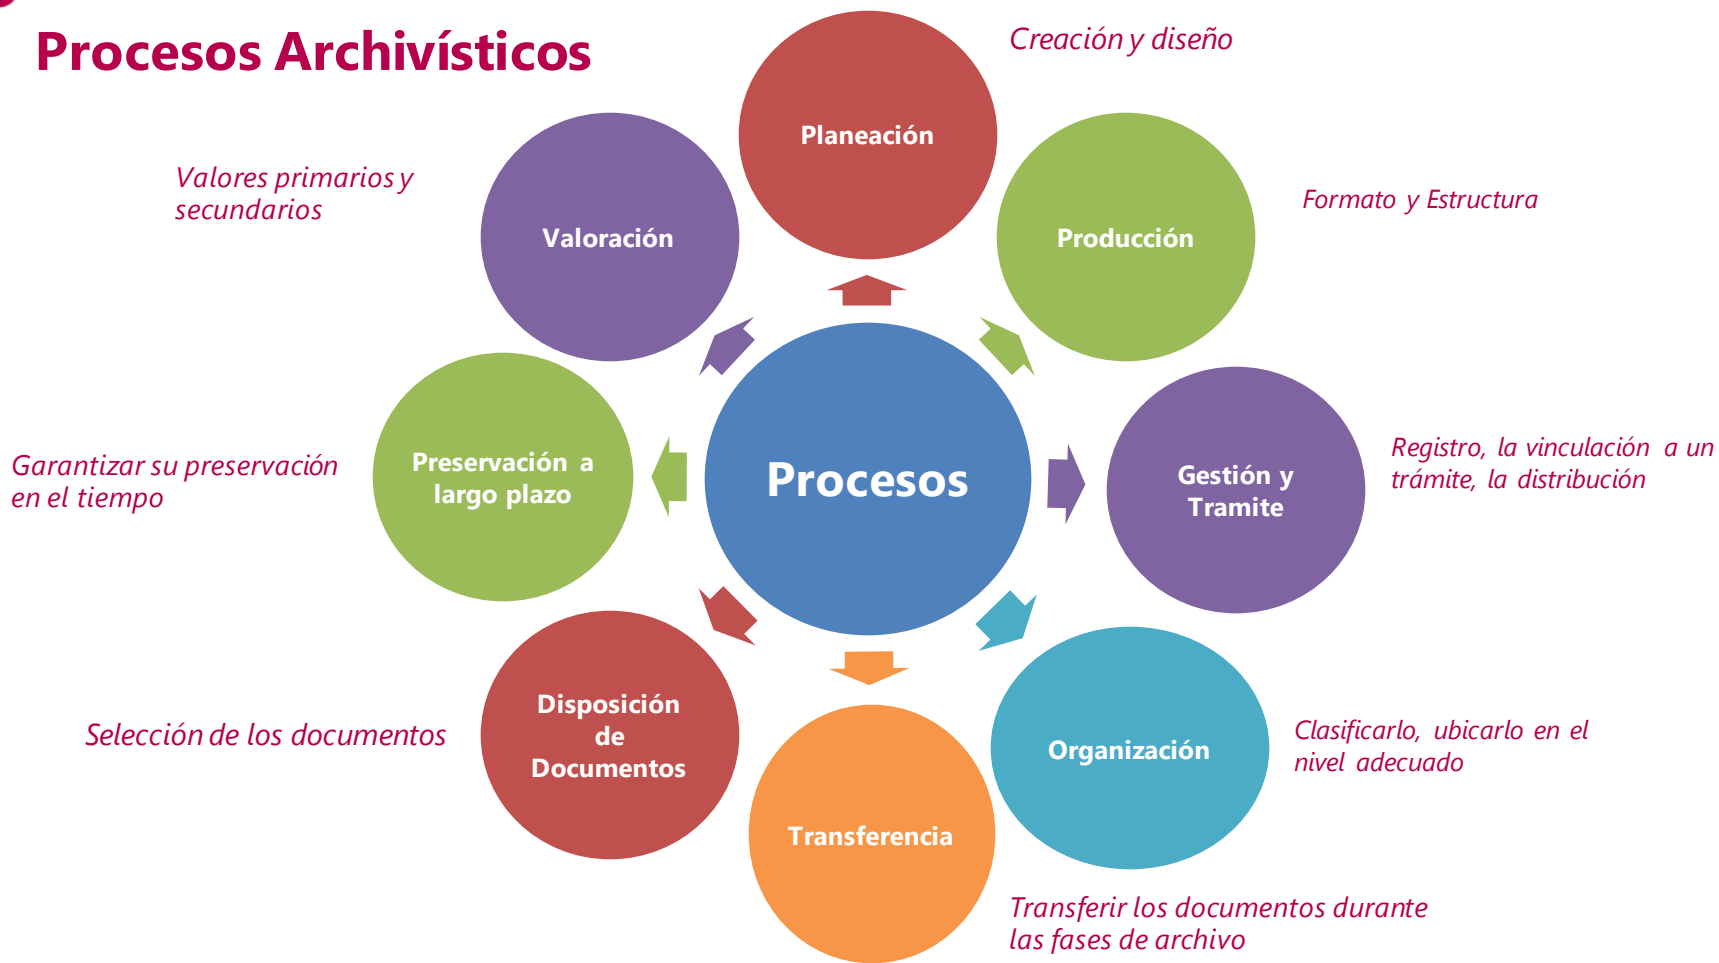 Procesos Archivísticos
Planeación
Creación y diseño
Producción
Formato y Estructura
Gestión y
Tramite
Registro, la vinculación a un
trámite, la distribución
Organización
Clasificarlo, ubicarlo en el
nivel adecuado
Transferencia
Transferir los documentos durante
las fases de archivo
Disposición
de
Documentos
Selección de los documentos
Preservación a
largo plazo
Garantizar su preservación
en el tiempo
Valoración
Valores primarios y
secundarios
Procesos